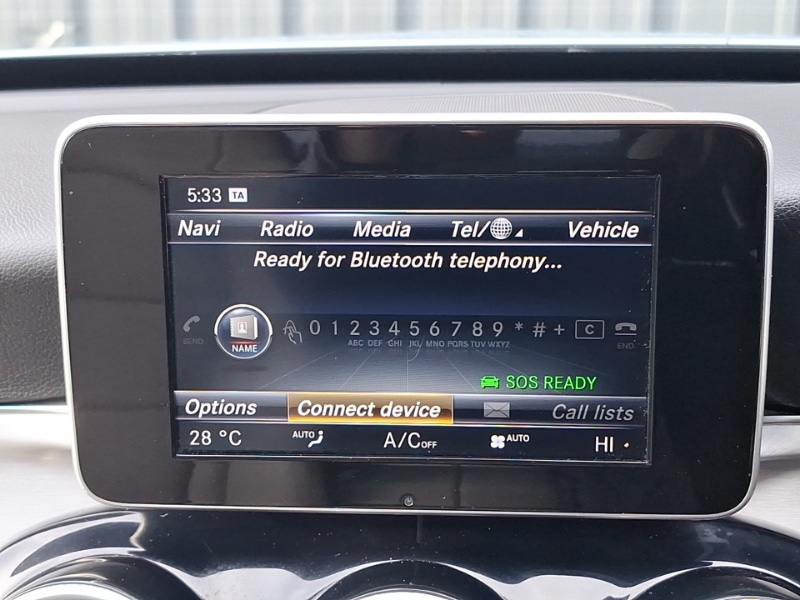 5:33 TA
Navi Radio Media Tel/ Vehicle
Ready for Bluetooth telephony...
SEND NAME 0 1 2 3 4 5 6 7 8 9 * # + C END
ABC DEF GHI JKL MNO PQRS TUV WXYZ
SOS READY
Options Connect device Call lists
28 °C AUTO A/C OFF AUTO HI